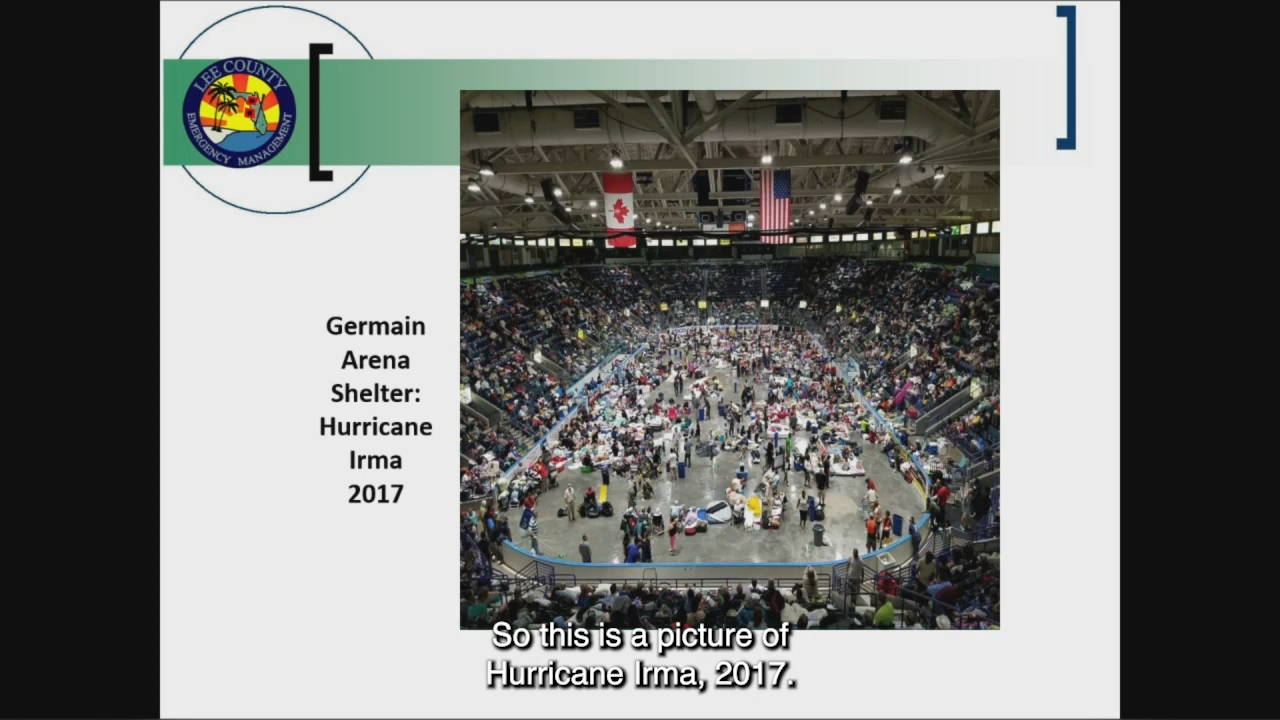 LEE COUNTY
EMERGENCY MANAGEMENT
Germain
Arena
Shelter:
Hurricane
Irma
2017
So this is a picture of
Hurricane Irma, 2017.